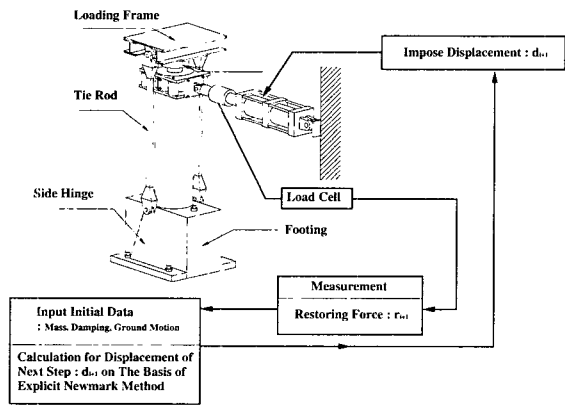 Loading Frame
Impose Displacement : dᵢ₊₁
Tie Rod
Side Hinge
Load Cell
Footing
Measurement
Restoring Force : rᵢ₊₁
Input Initial Data
: Mass, Damping, Ground Motion
Calculation for Displacement of
Next Step : dᵢ₊₁ on The Basis of
Explicit Newmark Method